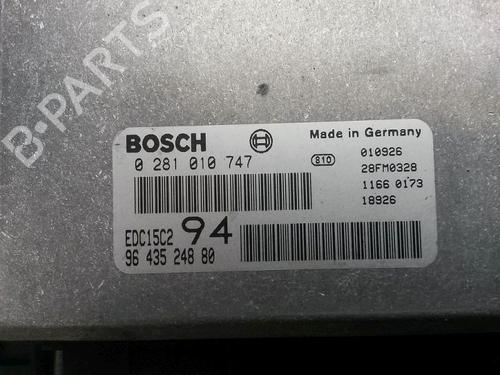 B-PARTS
BOSCH
Made in Germany
0 281 010 747
810
010926
28FM0328
1166 0173
18926
EDC15C2 94
96 435 248 80